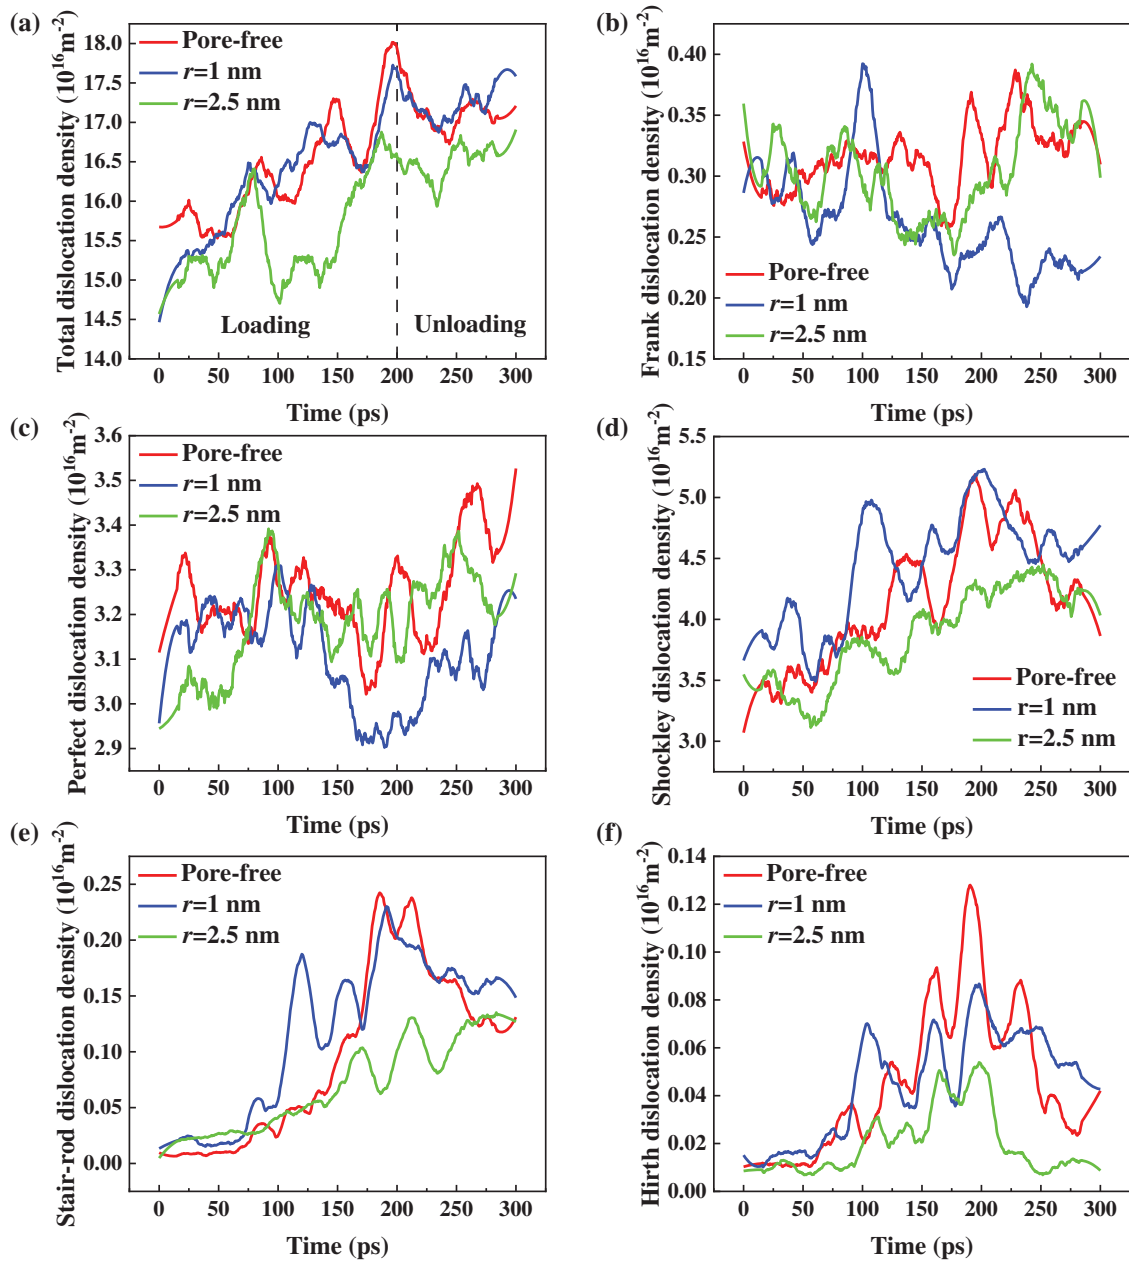 (a)
Total dislocation density (10^16 m^-2)
18.0
17.5
17.0
16.5
16.0
15.5
15.0
14.5
14.0
Pore-free
r=1 nm
r=2.5 nm
Loading
Unloading
0 50 100 150 200 250 300
Time (ps)
(b)
Frank dislocation density (10^16 m^-2)
0.40
0.35
0.30
0.25
0.20
0.15
Pore-free
r=1 nm
r=2.5 nm
0 50 100 150 200 250 300
Time (ps)
(c)
Perfect dislocation density (10^16 m^-2)
3.6
3.5
3.4
3.3
3.2
3.1
3.0
2.9
Pore-free
r=1 nm
r=2.5 nm
0 50 100 150 200 250 300
Time (ps)
(d)
Shockley dislocation density (10^16 m^-2)
5.5
5.0
4.5
4.0
3.5
3.0
Pore-free
r=1 nm
r=2.5 nm
0 50 100 150 200 250 300
Time (ps)
(e)
Stair-rod dislocation density (10^16 m^-2)
0.25
0.20
0.15
0.10
0.05
0.00
Pore-free
r=1 nm
r=2.5 nm
0 50 100 150 200 250 300
Time (ps)
(f)
Hirth dislocation density (10^16 m^-2)
0.14
0.12
0.10
0.08
0.06
0.04
0.02
0.00
Pore-free
r=1 nm
r=2.5 nm
0 50 100 150 200 250 300
Time (ps)